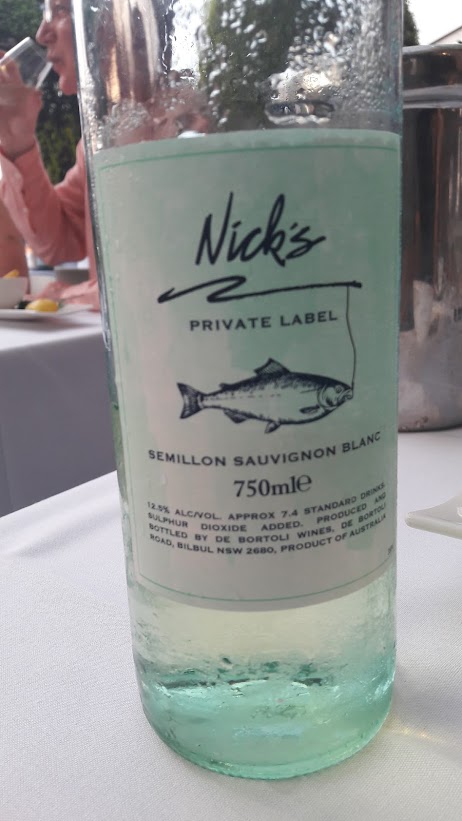 Nick's
PRIVATE LABEL
SEMILLON SAUVIGNON BLANC
750ml℮
12.5% ALC/VOL. APPROX 7.4 STANDARD DRINKS.
SULPHUR DIOXIDE ADDED. PRODUCED AND
BOTTLED BY DE BORTOLI WINES, DE BORTOLI
ROAD, BILBUL NSW 2680, PRODUCT OF AUSTRALIA